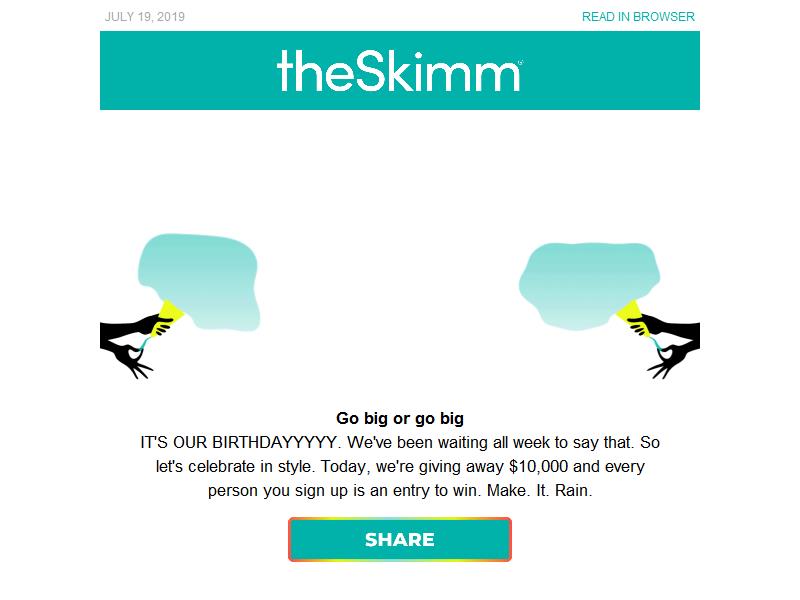 JULY 19, 2019
READ IN BROWSER
theSkimm®
Go big or go big
IT'S OUR BIRTHDAYYYYY. We've been waiting all week to say that. So
let's celebrate in style. Today, we're giving away $10,000 and every
person you sign up is an entry to win. Make. It. Rain.
SHARE